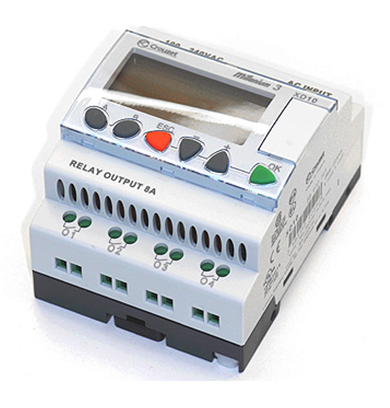 100 240VAC
AC INPUT
Crouzet
Millenium 3
XD10
A B ESC - + OK
RELAY OUTPUT 8A
O1 O2 O3 O4